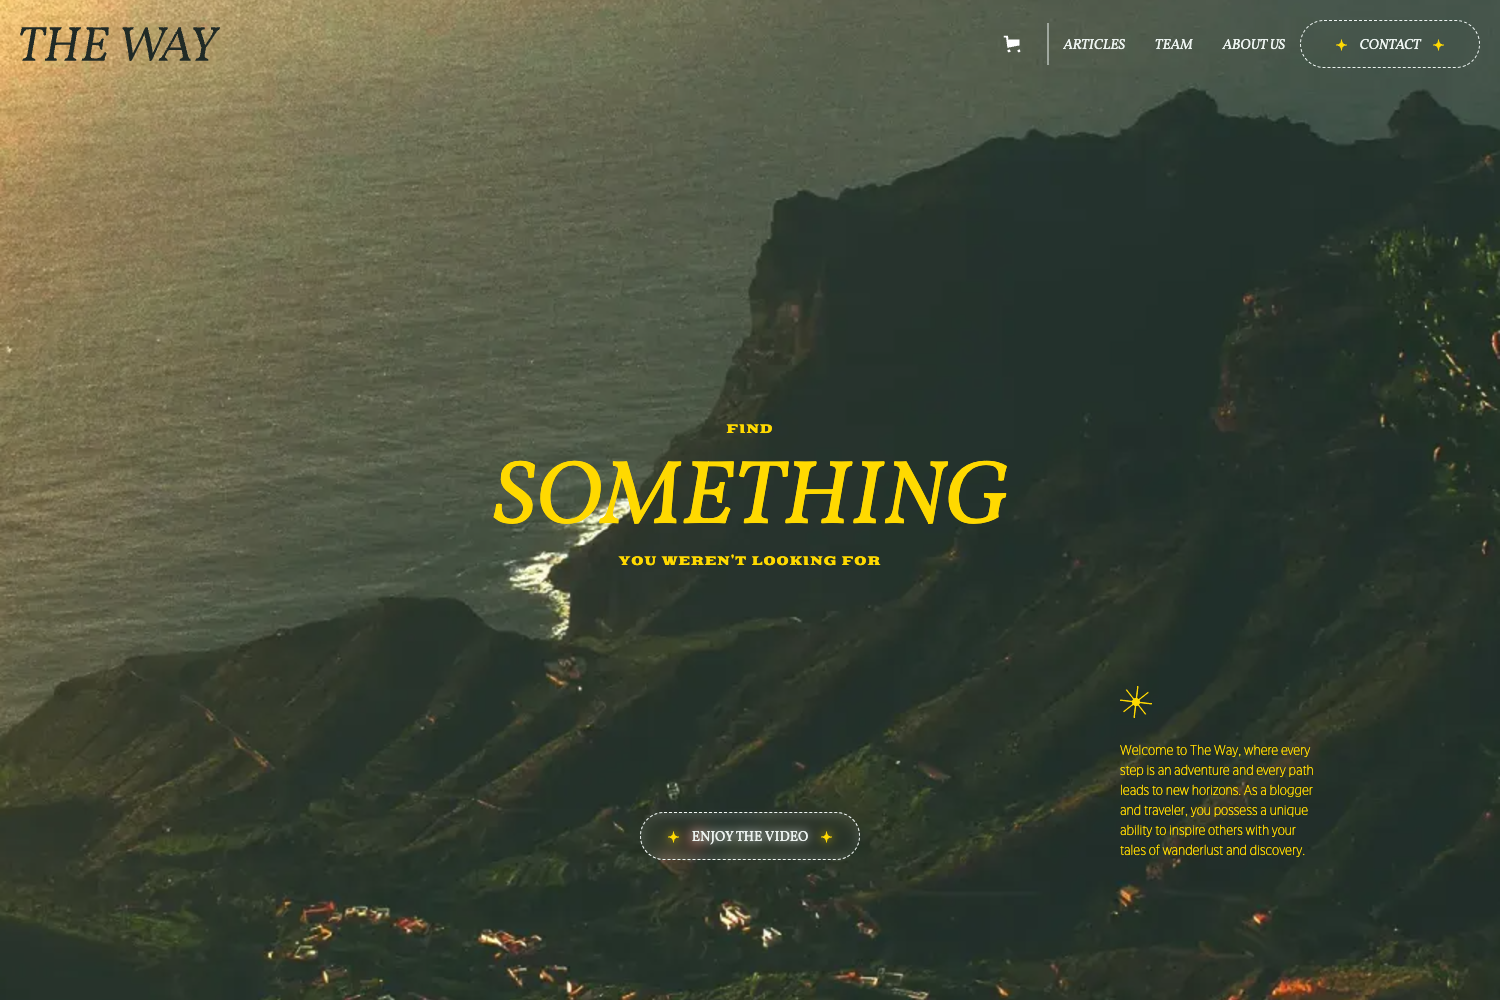 THE WAY
ARTICLES
TEAM
ABOUT US
CONTACT
FIND
SOMETHING
YOU WEREN'T LOOKING FOR
Welcome to The Way, where every
step is an adventure and every path
leads to new horizons. As a blogger
and traveler, you possess a unique
ability to inspire others with your
tales of wanderlust and discovery.
ENJOY THE VIDEO